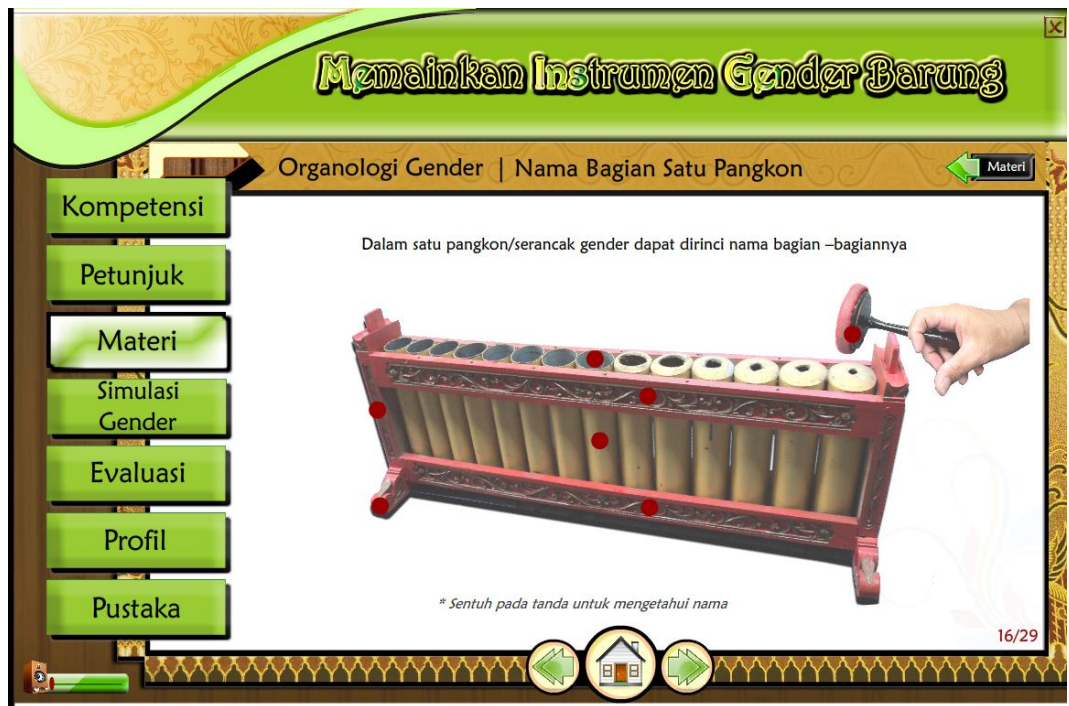 Memainkan Instrumen Gender Barung
Organologi Gender | Nama Bagian Satu Pangkon
Materi
Kompetensi
Petunjuk
Materi
Simulasi
Gender
Evaluasi
Profil
Pustaka
Dalam satu pangkon/serancak gender dapat dirinci nama bagian –bagiannya
* Sentuh pada tanda untuk mengetahui nama
16/29